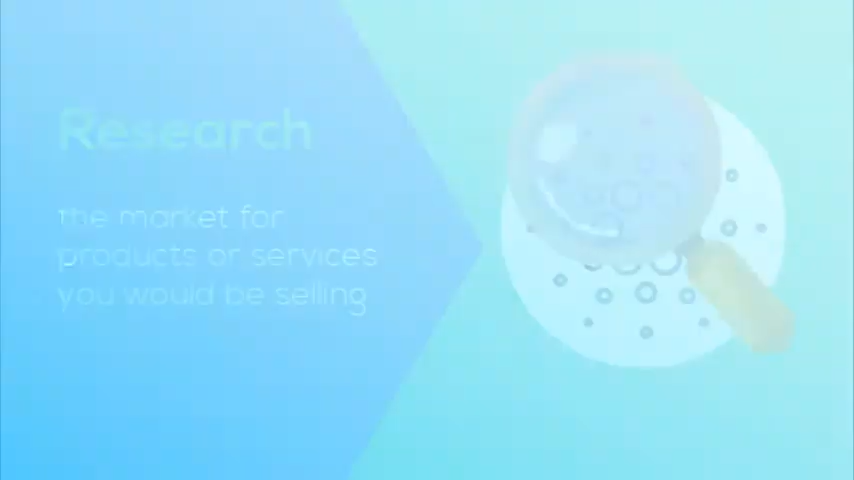 Research
the market for
products or services
you would be selling